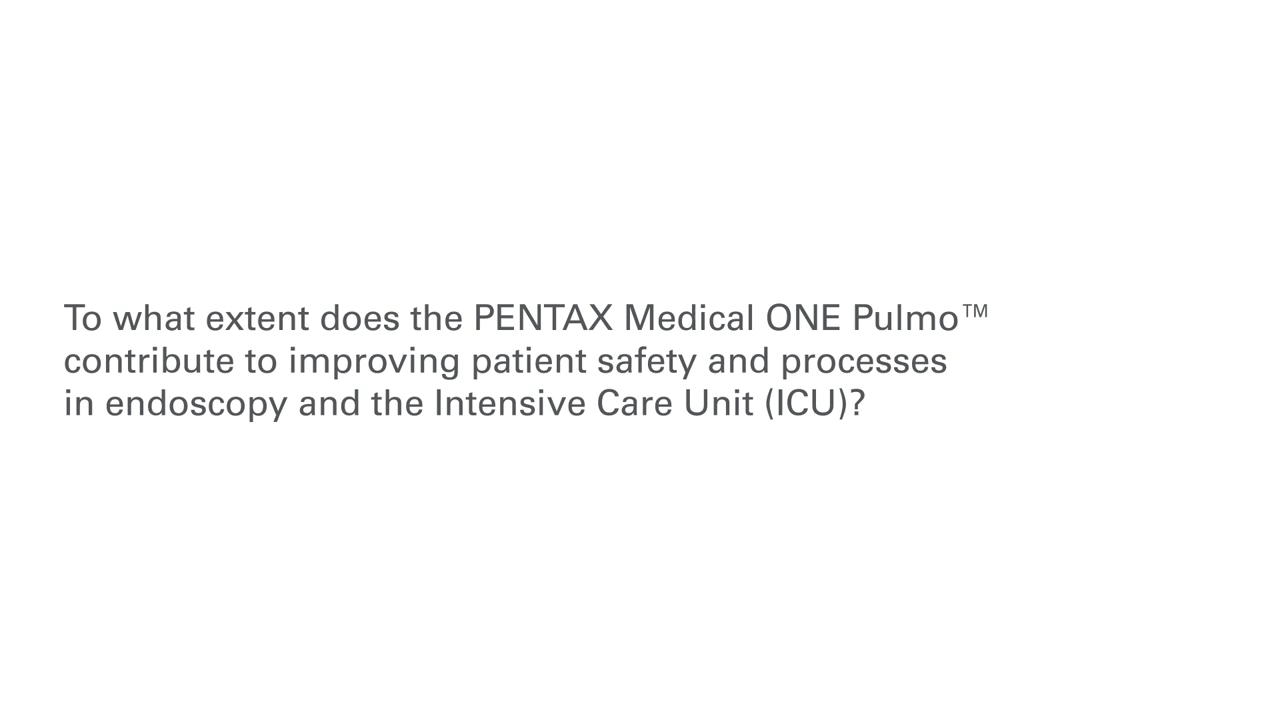 To what extent does the PENTAX Medical ONE Pulmo™
contribute to improving patient safety and processes
in endoscopy and the Intensive Care Unit (ICU)?